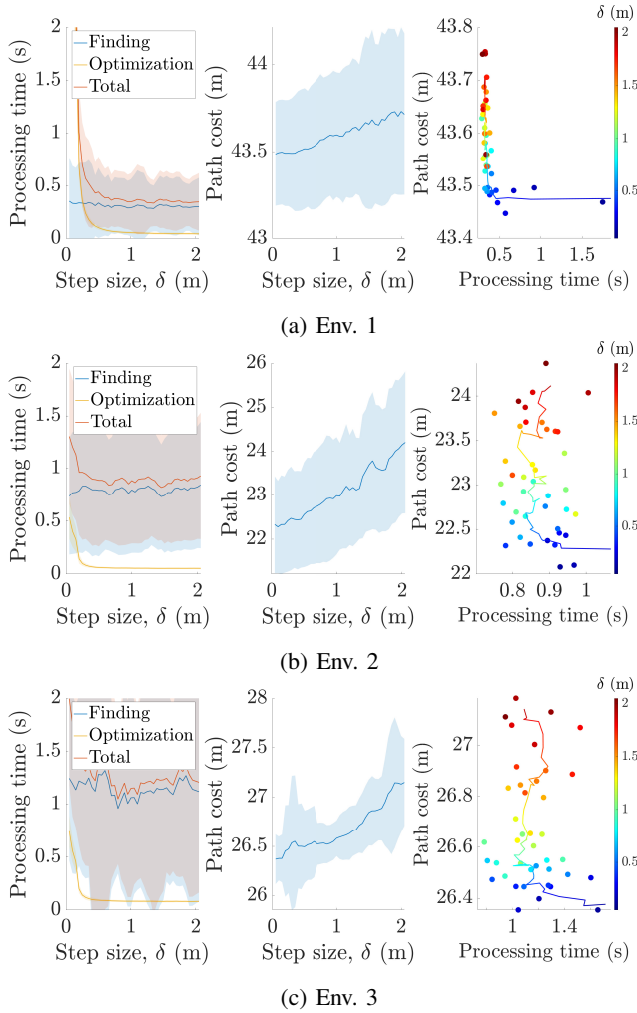 2
1.5
1
0.5
0
0
1
2
Processing time (s)
Step size, δ (m)
Finding
Optimization
Total
44
43.5
43
0
1
2
Path cost (m)
Step size, δ (m)
43.8
43.7
43.6
43.5
43.4
0.5
1
1.5
Path cost (m)
Processing time (s)
δ (m)
2
1.5
1
0.5
(a) Env. 1
2
1.5
1
0.5
0
0
1
2
Processing time (s)
Step size, δ (m)
Finding
Optimization
Total
26
25
24
23
22
0
1
2
Path cost (m)
Step size, δ (m)
24
23.5
23
22.5
22
0.8
0.9
1
Path cost (m)
Processing time (s)
δ (m)
2
1.5
1
0.5
(b) Env. 2
2
1.5
1
0.5
0
0
1
2
Processing time (s)
Step size, δ (m)
Finding
Optimization
Total
28
27.5
27
26.5
26
0
1
2
Path cost (m)
Step size, δ (m)
27
26.8
26.6
26.4
1
1.4
Path cost (m)
Processing time (s)
δ (m)
2
1.5
1
0.5
(c) Env. 3